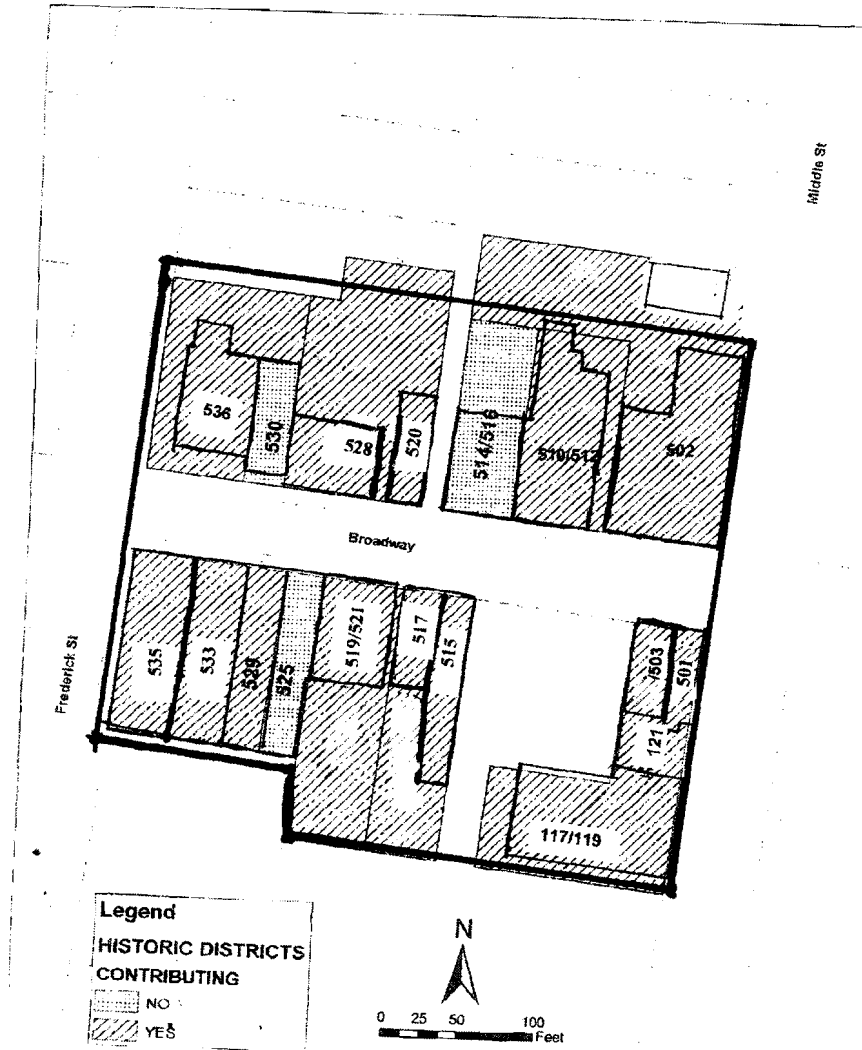 Middle St
536
530
528
520
514/516
510/512
502
Broadway
535
533
529
525
519/521
517
515
/503
501
121
117/119
Frederick St
Legend
HISTORIC DISTRICTS
CONTRIBUTING
NO
YES
N
0 25 50 100
Feet